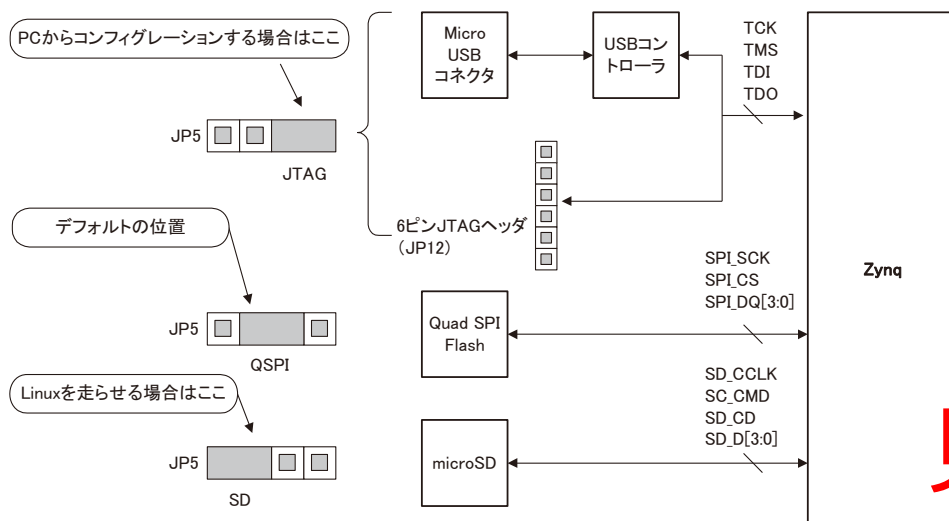 PCからコンフィグレーションする場合はここ
JP5
JTAG
Micro
USB
コネクタ
USBコン
トローラ
TCK
TMS
TDI
TDO
6ピンJTAGヘッダ
(JP12)
デフォルトの位置
JP5
QSPI
Quad SPI
Flash
SPI_SCK
SPI_CS
SPI_DQ[3:0]
Zynq
Linuxを走らせる場合はここ
JP5
SD
microSD
SD_CCLK
SC_CMD
SD_CD
SD_D[3:0]